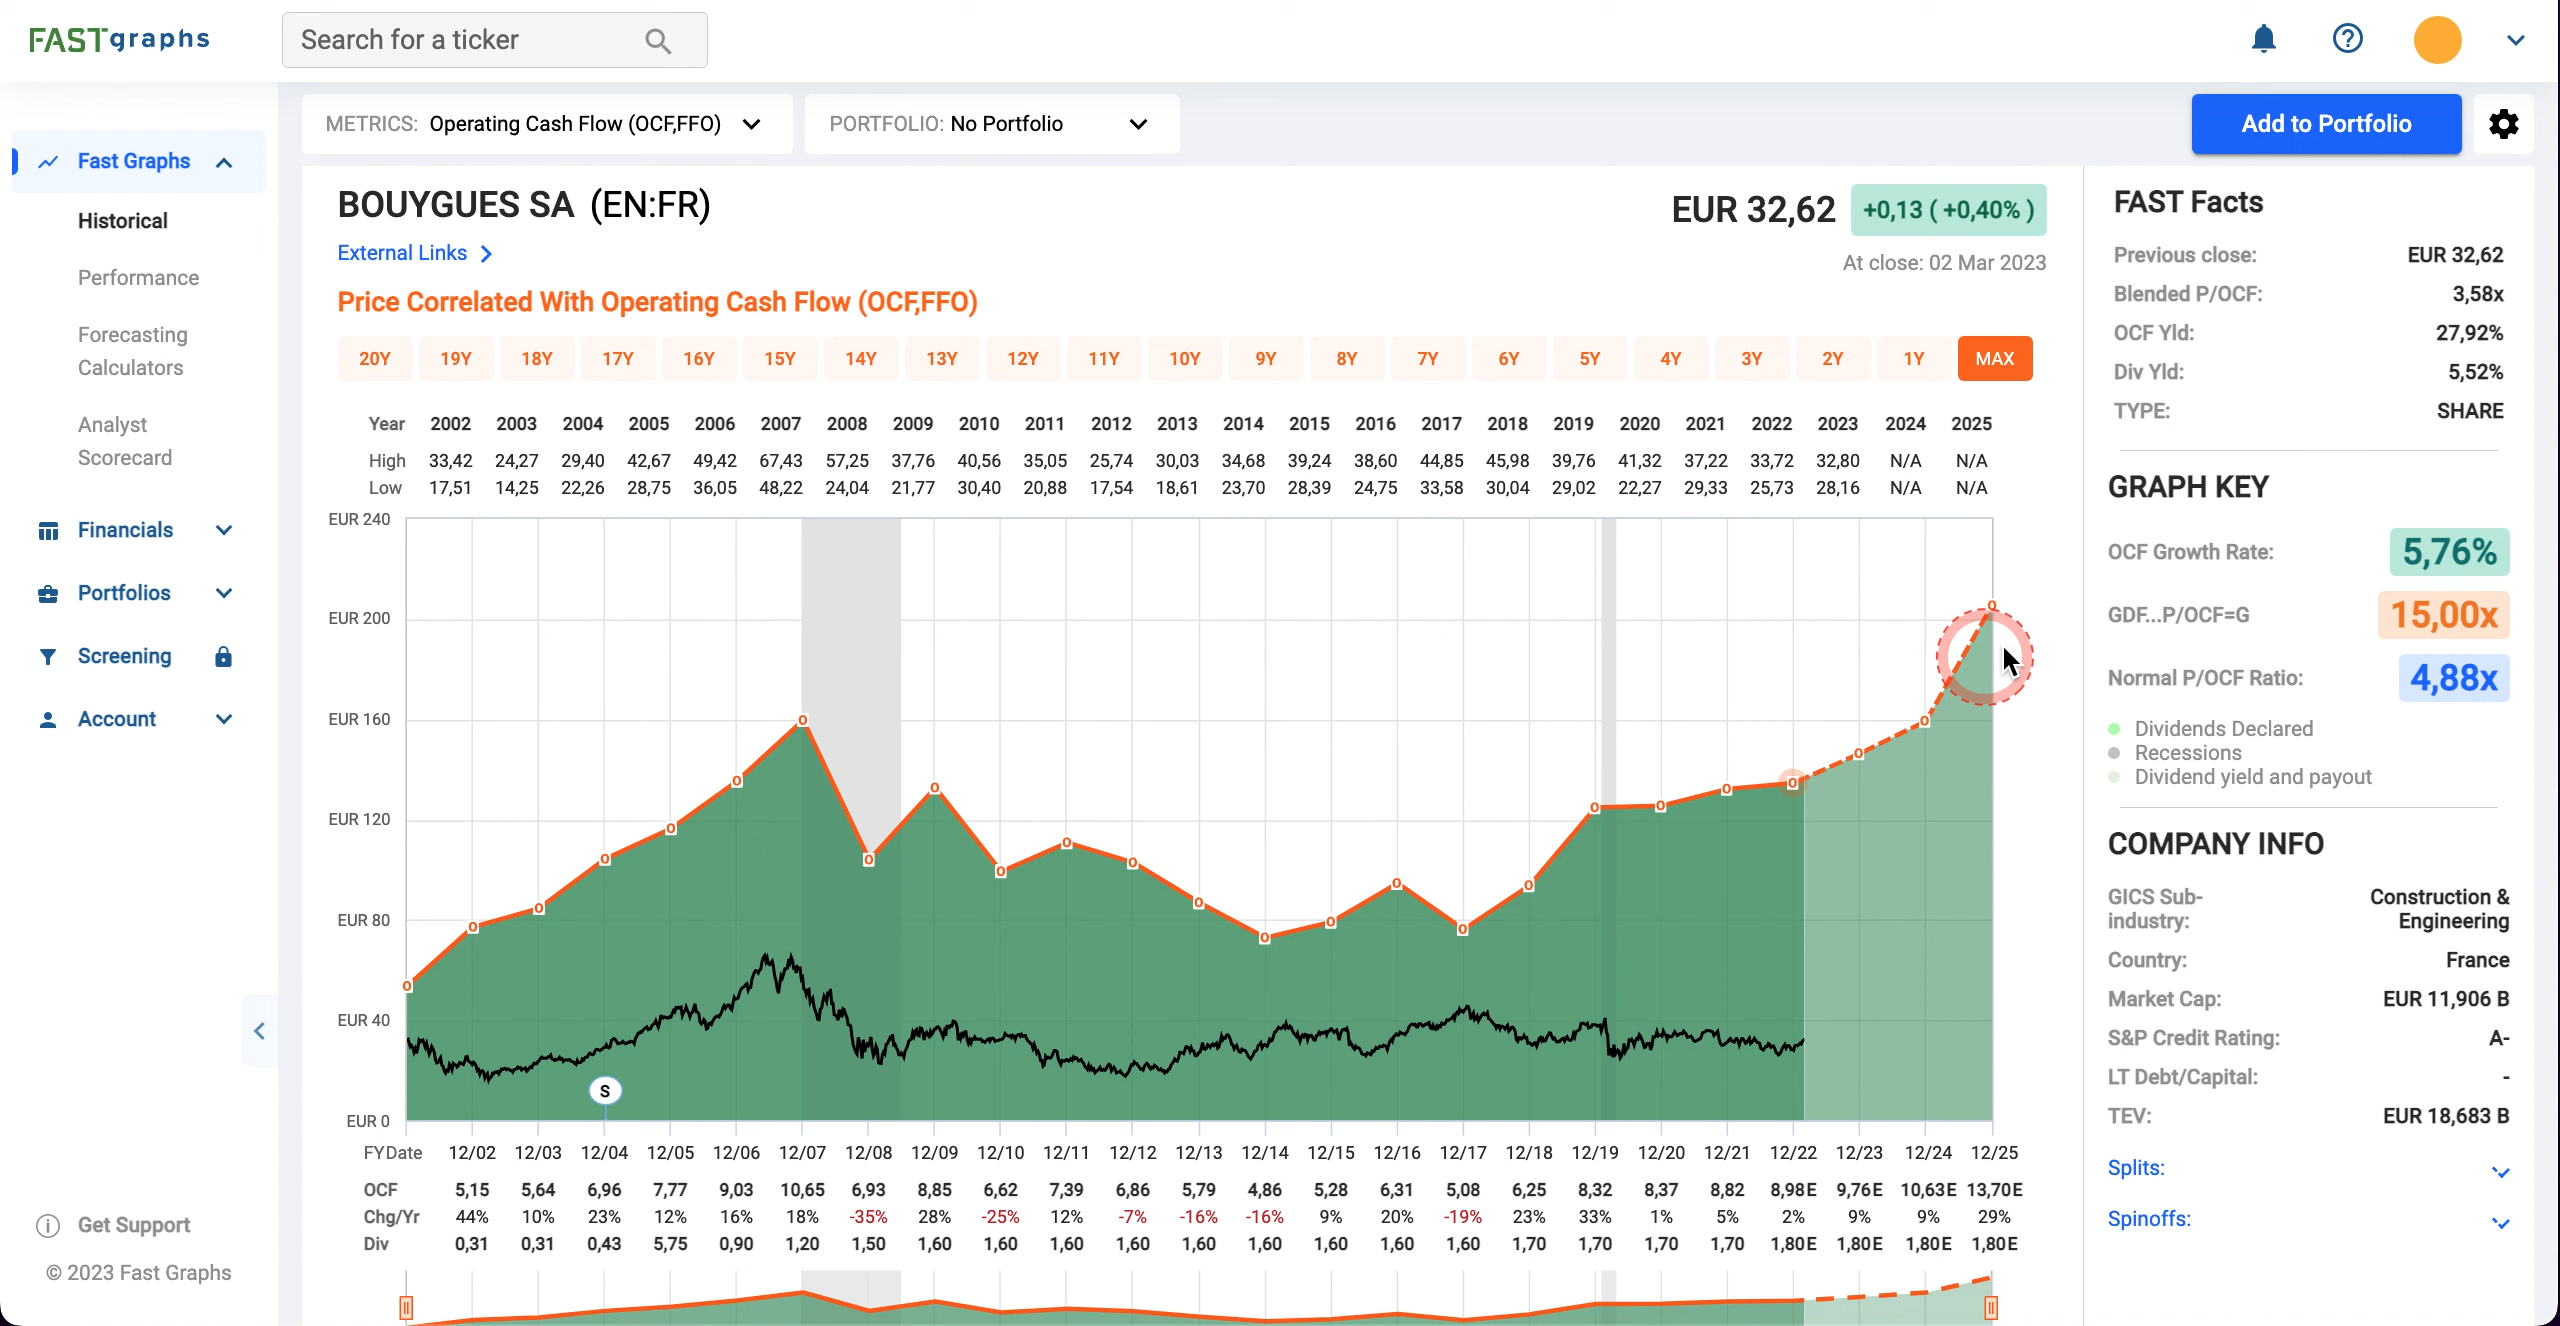 FASTgraphs
Search for a ticker
METRICS: Operating Cash Flow (OCF,FFO)
PORTFOLIO: No Portfolio
Add to Portfolio
Fast Graphs
Historical
Performance
Forecasting
Calculators
Analyst
Scorecard
Financials
Portfolios
Screening
Account
Get Support
© 2023 Fast Graphs
BOUYGUES SA (EN:FR)
EUR 32,62 +0,13 ( +0,40% )
External Links
At close: 02 Mar 2023
Price Correlated With Operating Cash Flow (OCF,FFO)
20Y 19Y 18Y 17Y 16Y 15Y 14Y 13Y 12Y 11Y 10Y 9Y 8Y 7Y 6Y 5Y 4Y 3Y 2Y 1Y MAX
Year 2002 2003 2004 2005 2006 2007 2008 2009 2010 2011 2012 2013 2014 2015 2016 2017 2018 2019 2020 2021 2022 2023 2024 2025
High 33,42 24,27 29,40 42,67 49,42 67,43 57,25 37,76 40,56 35,05 25,74 30,03 34,68 39,24 38,60 44,85 45,98 39,76 41,32 37,22 33,72 32,80 N/A N/A
Low 17,51 14,25 22,26 28,75 36,05 48,22 24,04 21,77 30,40 20,88 17,54 18,61 23,70 28,39 24,75 33,58 30,04 29,02 22,27 29,33 25,73 28,16 N/A N/A
EUR 240
EUR 200
EUR 160
EUR 120
EUR 80
EUR 40
S
EUR 0
FYDate 12/02 12/03 12/04 12/05 12/06 12/07 12/08 12/09 12/10 12/11 12/12 12/13 12/14 12/15 12/16 12/17 12/18 12/19 12/20 12/21 12/22 12/23 12/24 12/25
OCF 5,15 5,64 6,96 7,77 9,03 10,65 6,93 8,85 6,62 7,39 6,86 5,79 4,86 5,28 6,31 5,08 6,25 8,32 8,37 8,82 8,98E 9,76E 10,63E 13,70E
Chg/Yr 44% 10% 23% 12% 16% 18% -35% 28% -25% 12% -7% -16% -16% 9% 20% -19% 23% 33% 1% 5% 2% 9% 9% 29%
Div 0,31 0,31 0,43 5,75 0,90 1,20 1,50 1,60 1,60 1,60 1,60 1,60 1,60 1,60 1,60 1,60 1,70 1,70 1,70 1,70 1,80E 1,80E 1,80E 1,80E
FAST Facts
Previous close: EUR 32,62
Blended P/OCF: 3,58x
OCF Yld: 27,92%
Div Yld: 5,52%
TYPE: SHARE
GRAPH KEY
OCF Growth Rate: 5,76%
GDF...P/OCF=G 15,00x
Normal P/OCF Ratio: 4,88x
Dividends Declared
Recessions
Dividend yield and payout
COMPANY INFO
GICS Sub- Construction &
industry: Engineering
Country: France
Market Cap: EUR 11,906 B
S&P Credit Rating: A-
LT Debt/Capital: -
TEV: EUR 18,683 B
Splits:
Spinoffs: